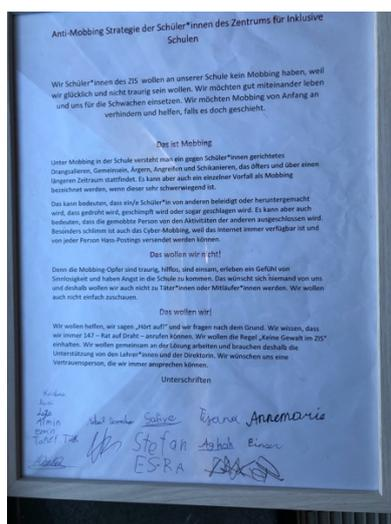 Anti-Mobbing Strategie der Schüler*innen des Zentrums für Inklusive
Schulen
Wir Schüler*innen des ZIS wollen an unserer Schule kein Mobbing haben, weil
wir glücklich und nicht traurig sein wollen. Wir möchten gut miteinander leben
und uns für die Schwachen einsetzen. Wir möchten Mobbing von Anfang an
verhindern und helfen, falls es doch geschieht.
Das ist Mobbing
Unter Mobbing in der Schule versteht man ein gegen Schüler*innen gerichtetes
Drangsalieren, Gemeinsein, Ärgern, Angreifen und Schikanieren, das öfters und über einen
längeren Zeitraum stattfindet. Es kann aber auch ein einzelner Vorfall als Mobbing
bezeichnet werden, wenn dieser sehr schwerwiegend ist.
Das kann bedeuten, dass ein/e Schüler*in von anderen beleidigt oder heruntergemacht
wird, dass gedroht wird, geschimpft wird oder sogar geschlagen wird. Es kann aber auch
bedeuten, dass die gemobbte Person von den Aktivitäten der anderen ausgeschlossen wird.
Besonders schlimm ist auch das Cyber-Mobbing, weil das Internet immer verfügbar ist und
von jeder Person Hass-Postings versendet werden können.
Das wollen wir nicht!
Denn die Mobbing-Opfer sind traurig, hilflos, sind einsam, erleben ein Gefühl von
Sinnlosigkeit und haben Angst in die Schule zu kommen. Das wünscht sich niemand von uns
und deshalb wollen wir auch nicht zu Täter*innen oder Mitläufer*innen werden. Wir wollen
auch nicht einfach zuschauen.
Das wollen wir!
Wir wollen helfen, wir sagen „Hört auf!" und wir fragen nach dem Grund. Wir wissen, dass
wir immer 147 – Rat auf Draht – anrufen können. Wir wollen die Regel „Keine Gewalt im ZIS"
einhalten. Wir wollen gemeinsam an der Lösung arbeiten und brauchen deshalb die
Unterstützung von den Lehrer*innen und der Direktorin. Wir wünschen uns eine
Vertrauensperson, die wir immer ansprechen können.
Unterschriften
Armin
Emin
Annemarie
Stefan
ESRA